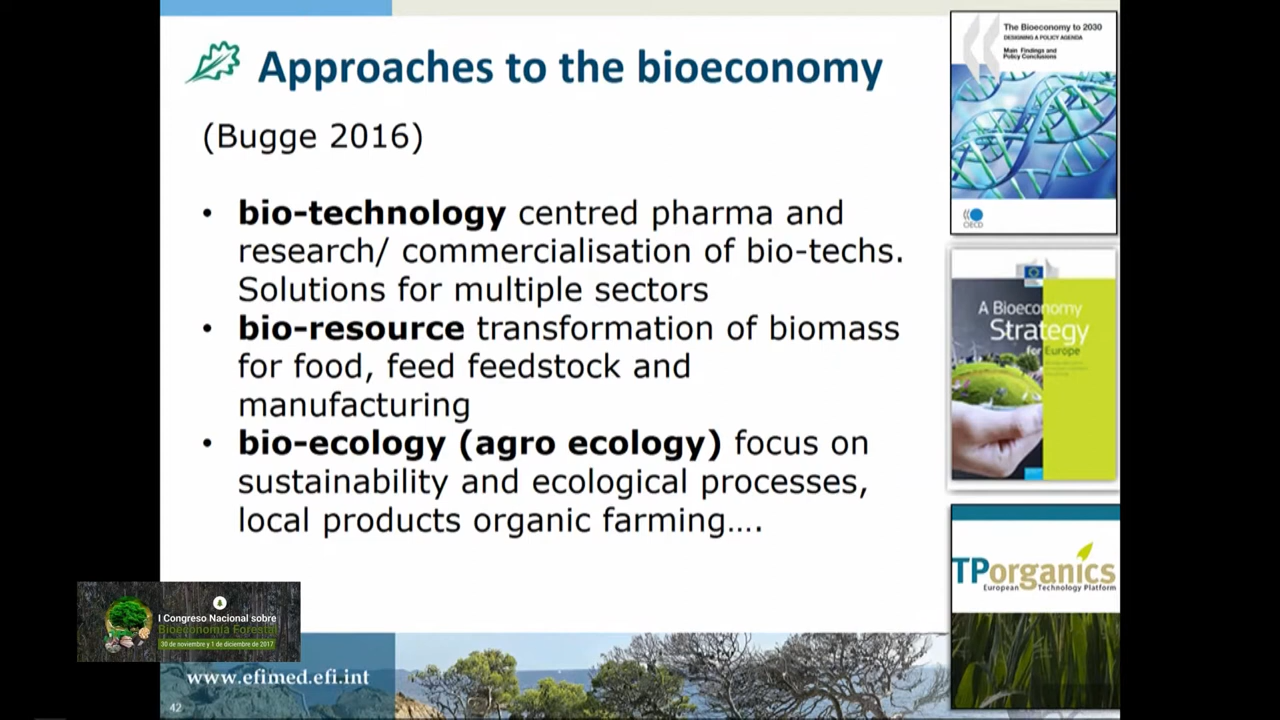 Approaches to the bioeconomy
(Bugge 2016)
• bio-technology centred pharma and
research/ commercialisation of bio-techs.
Solutions for multiple sectors
• bio-resource transformation of biomass
for food, feed feedstock and
manufacturing
• bio-ecology (agro ecology) focus on
sustainability and ecological processes,
local products organic farming….
The Bioeconomy to 2030
DESIGNING A POLICY AGENDA
Main Findings and
Policy Conclusions
OECD
A Bioeconomy
Strategy
for Europe
TPorganics
European Technology Platform
I Congreso Nacional sobre
Bioeconomía Forestal
30 de noviembre y 1 de diciembre de 2017
www.efimed.efi.int
42